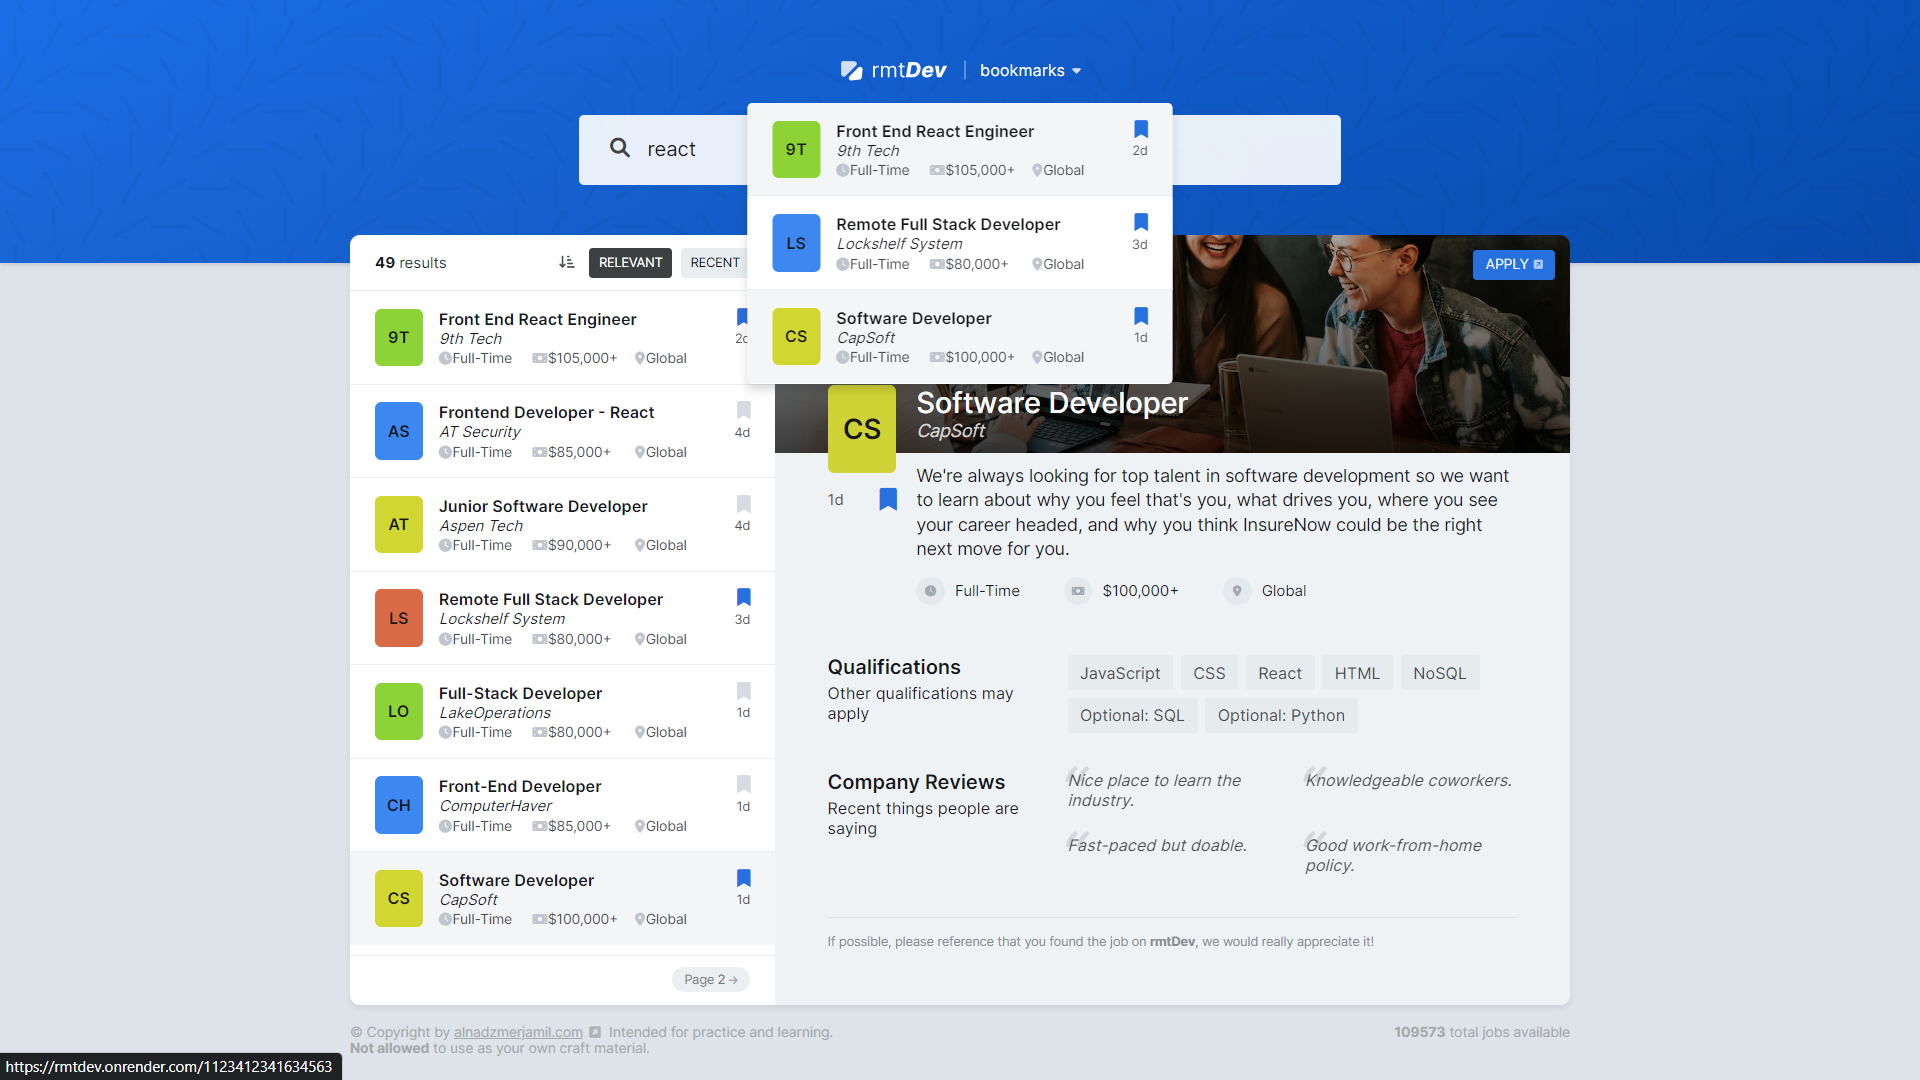 rmtDev
bookmarks
react
9T
Front End React Engineer
9th Tech
Full-Time $105,000+ Global
2d
LS
Remote Full Stack Developer
Lockshelf System
Full-Time $80,000+ Global
3d
CS
Software Developer
CapSoft
Full-Time $100,000+ Global
1d
49 results
RELEVANT
RECENT
9T
Front End React Engineer
9th Tech
Full-Time $105,000+ Global
2d
AS
Frontend Developer - React
AT Security
Full-Time $85,000+ Global
4d
AT
Junior Software Developer
Aspen Tech
Full-Time $90,000+ Global
4d
LS
Remote Full Stack Developer
Lockshelf System
Full-Time $80,000+ Global
3d
LO
Full-Stack Developer
LakeOperations
Full-Time $80,000+ Global
1d
CH
Front-End Developer
ComputerHaver
Full-Time $85,000+ Global
1d
CS
Software Developer
CapSoft
Full-Time $100,000+ Global
1d
Page 2 →
APPLY
CS
Software Developer
CapSoft
1d
We're always looking for top talent in software development so we want
to learn about why you feel that's you, what drives you, where you see
your career headed, and why you think InsureNow could be the right
next move for you.
Full-Time $100,000+ Global
Qualifications
Other qualifications may
apply
JavaScript CSS React HTML NoSQL
Optional: SQL Optional: Python
Company Reviews
Recent things people are
saying
Nice place to learn the
industry.
Knowledgeable coworkers.
Fast-paced but doable.
Good work-from-home
policy.
If possible, please reference that you found the job on rmtDev, we would really appreciate it!
© Copyright by alnadzmerjamil.com Intended for practice and learning.
Not allowed to use as your own craft material.
109573 total jobs available
https://rmtdev.onrender.com/1123412341634563